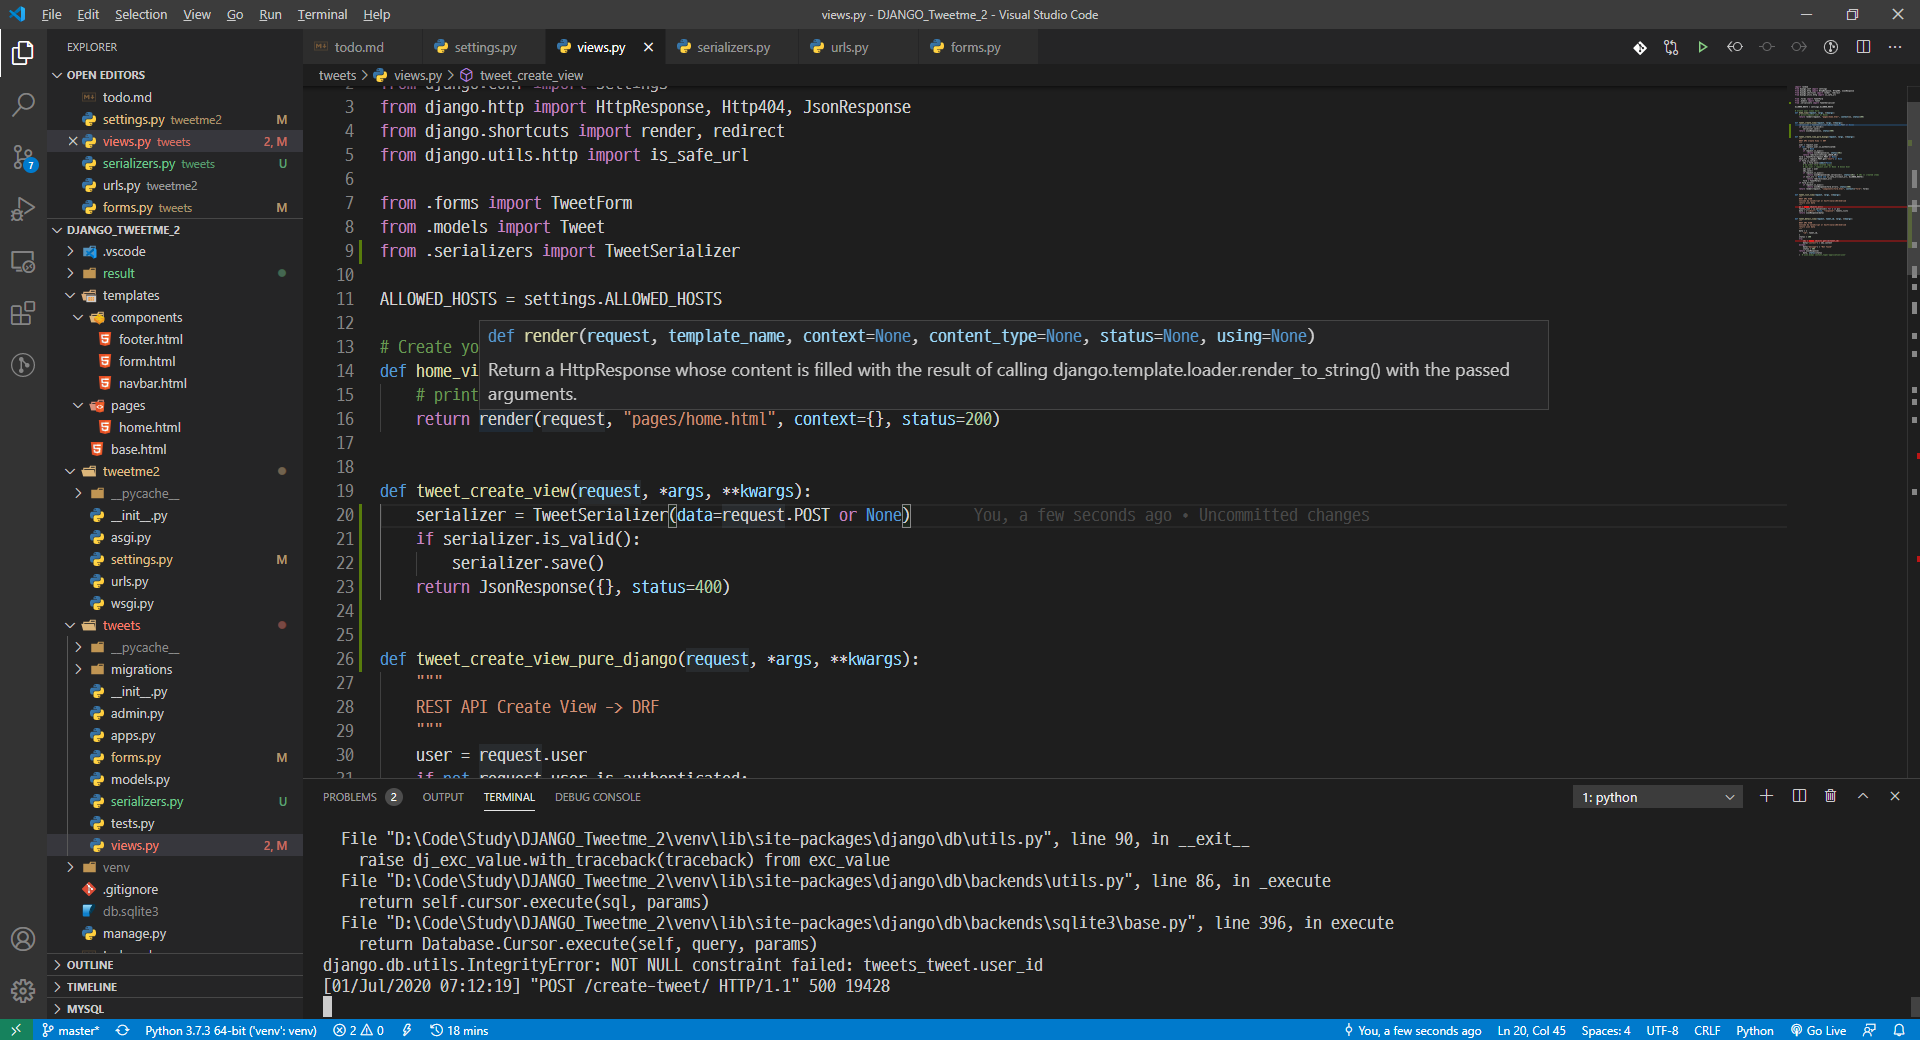 File Edit Selection View Go Run Terminal Help
views.py - DJANGO_Tweetme_2 - Visual Studio Code
EXPLORER
OPEN EDITORS
todo.md
settings.py tweetme2 M
views.py tweets 2, M
serializers.py tweets U
urls.py tweetme2
forms.py tweets M
DJANGO_TWEETME_2
.vscode
result
templates
components
footer.html
form.html
navbar.html
pages
home.html
base.html
tweetme2
__pycache__
__init__.py
asgi.py
settings.py M
urls.py
wsgi.py
tweets
__pycache__
migrations
__init__.py
admin.py
apps.py
forms.py M
models.py
serializers.py U
tests.py
views.py 2, M
venv
.gitignore
db.sqlite3
manage.py
OUTLINE
TIMELINE
MYSQL
7
todo.md settings.py views.py serializers.py urls.py forms.py
tweets > views.py > tweet_create_view
2 from django.conf import settings
3 from django.http import HttpResponse, Http404, JsonResponse
4 from django.shortcuts import render, redirect
5 from django.utils.http import is_safe_url
6
7 from .forms import TweetForm
8 from .models import Tweet
9 from .serializers import TweetSerializer
10
11 ALLOWED_HOSTS = settings.ALLOWED_HOSTS
12
def render(request, template_name, context=None, content_type=None, status=None, using=None)
Return a HttpResponse whose content is filled with the result of calling django.template.loader.render_to_string() with the passed
arguments.
13 # Create yo
14 def home_vi
15 # print
16 return render(request, "pages/home.html", context={}, status=200)
17
18
19 def tweet_create_view(request, *args, **kwargs):
20 serializer = TweetSerializer(data=request.POST or None) You, a few seconds ago • Uncommitted changes
21 if serializer.is_valid():
22 serializer.save()
23 return JsonResponse({}, status=400)
24
25
26 def tweet_create_view_pure_django(request, *args, **kwargs):
27 """
28 REST API Create View -> DRF
29 """
30 user = request.user
31 if not request.user.is_authenticated:
PROBLEMS 2 OUTPUT TERMINAL DEBUG CONSOLE
1: python
File "D:\Code\Study\DJANGO_Tweetme_2\venv\lib\site-packages\django\db\utils.py", line 90, in __exit__
raise dj_exc_value.with_traceback(traceback) from exc_value
File "D:\Code\Study\DJANGO_Tweetme_2\venv\lib\site-packages\django\db\backends\utils.py", line 86, in _execute
return self.cursor.execute(sql, params)
File "D:\Code\Study\DJANGO_Tweetme_2\venv\lib\site-packages\django\db\backends\sqlite3\base.py", line 396, in execute
return Database.Cursor.execute(self, query, params)
django.db.utils.IntegrityError: NOT NULL constraint failed: tweets_tweet.user_id
[01/Jul/2020 07:12:19] "POST /create-tweet/ HTTP/1.1" 500 19428
master* Python 3.7.3 64-bit ('venv': venv) 2 0 18 mins
You, a few seconds ago Ln 20, Col 45 Spaces: 4 UTF-8 CRLF Python Go Live